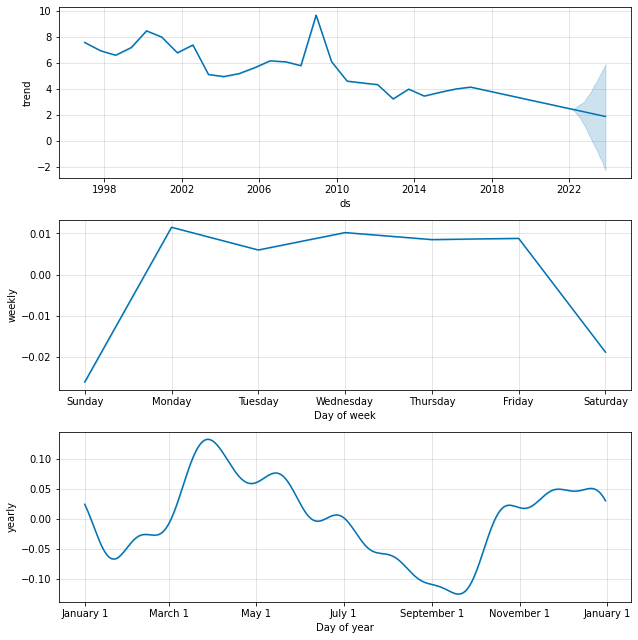 10
8
6
4
2
0
−2
trend
1998 2002 2006 2010 2014 2018 2022
ds
0.01
0.00
−0.01
−0.02
weekly
Sunday Monday Tuesday Wednesday Thursday Friday Saturday
Day of week
0.10
0.05
0.00
−0.05
−0.10
yearly
January 1 March 1 May 1 July 1 September 1 November 1 January 1
Day of year